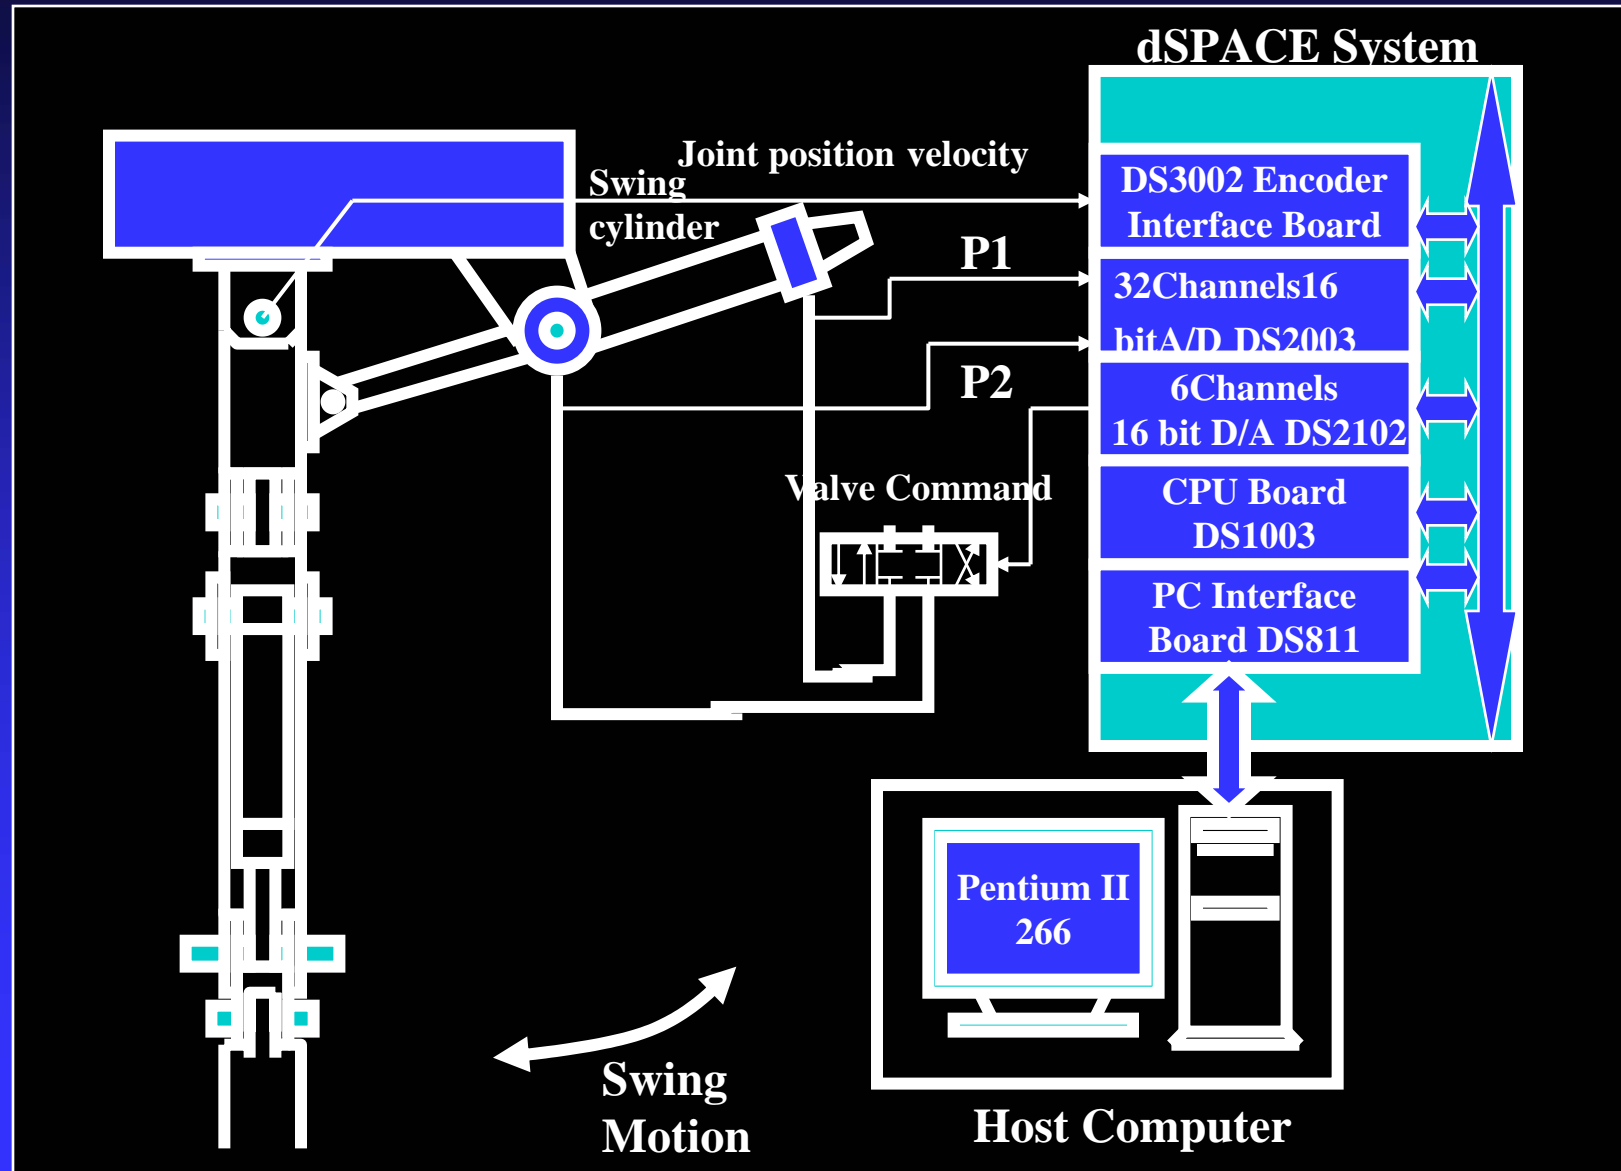 dSPACE System
Joint position velocity
Swing
cylinder
DS3002 Encoder
Interface Board
P1
32Channels16
bitA/D DS2003
P2
6Channels
16 bit D/A DS2102
Valve Command
CPU Board
DS1003
PC Interface
Board DS811
Pentium II
266
Swing
Motion
Host Computer